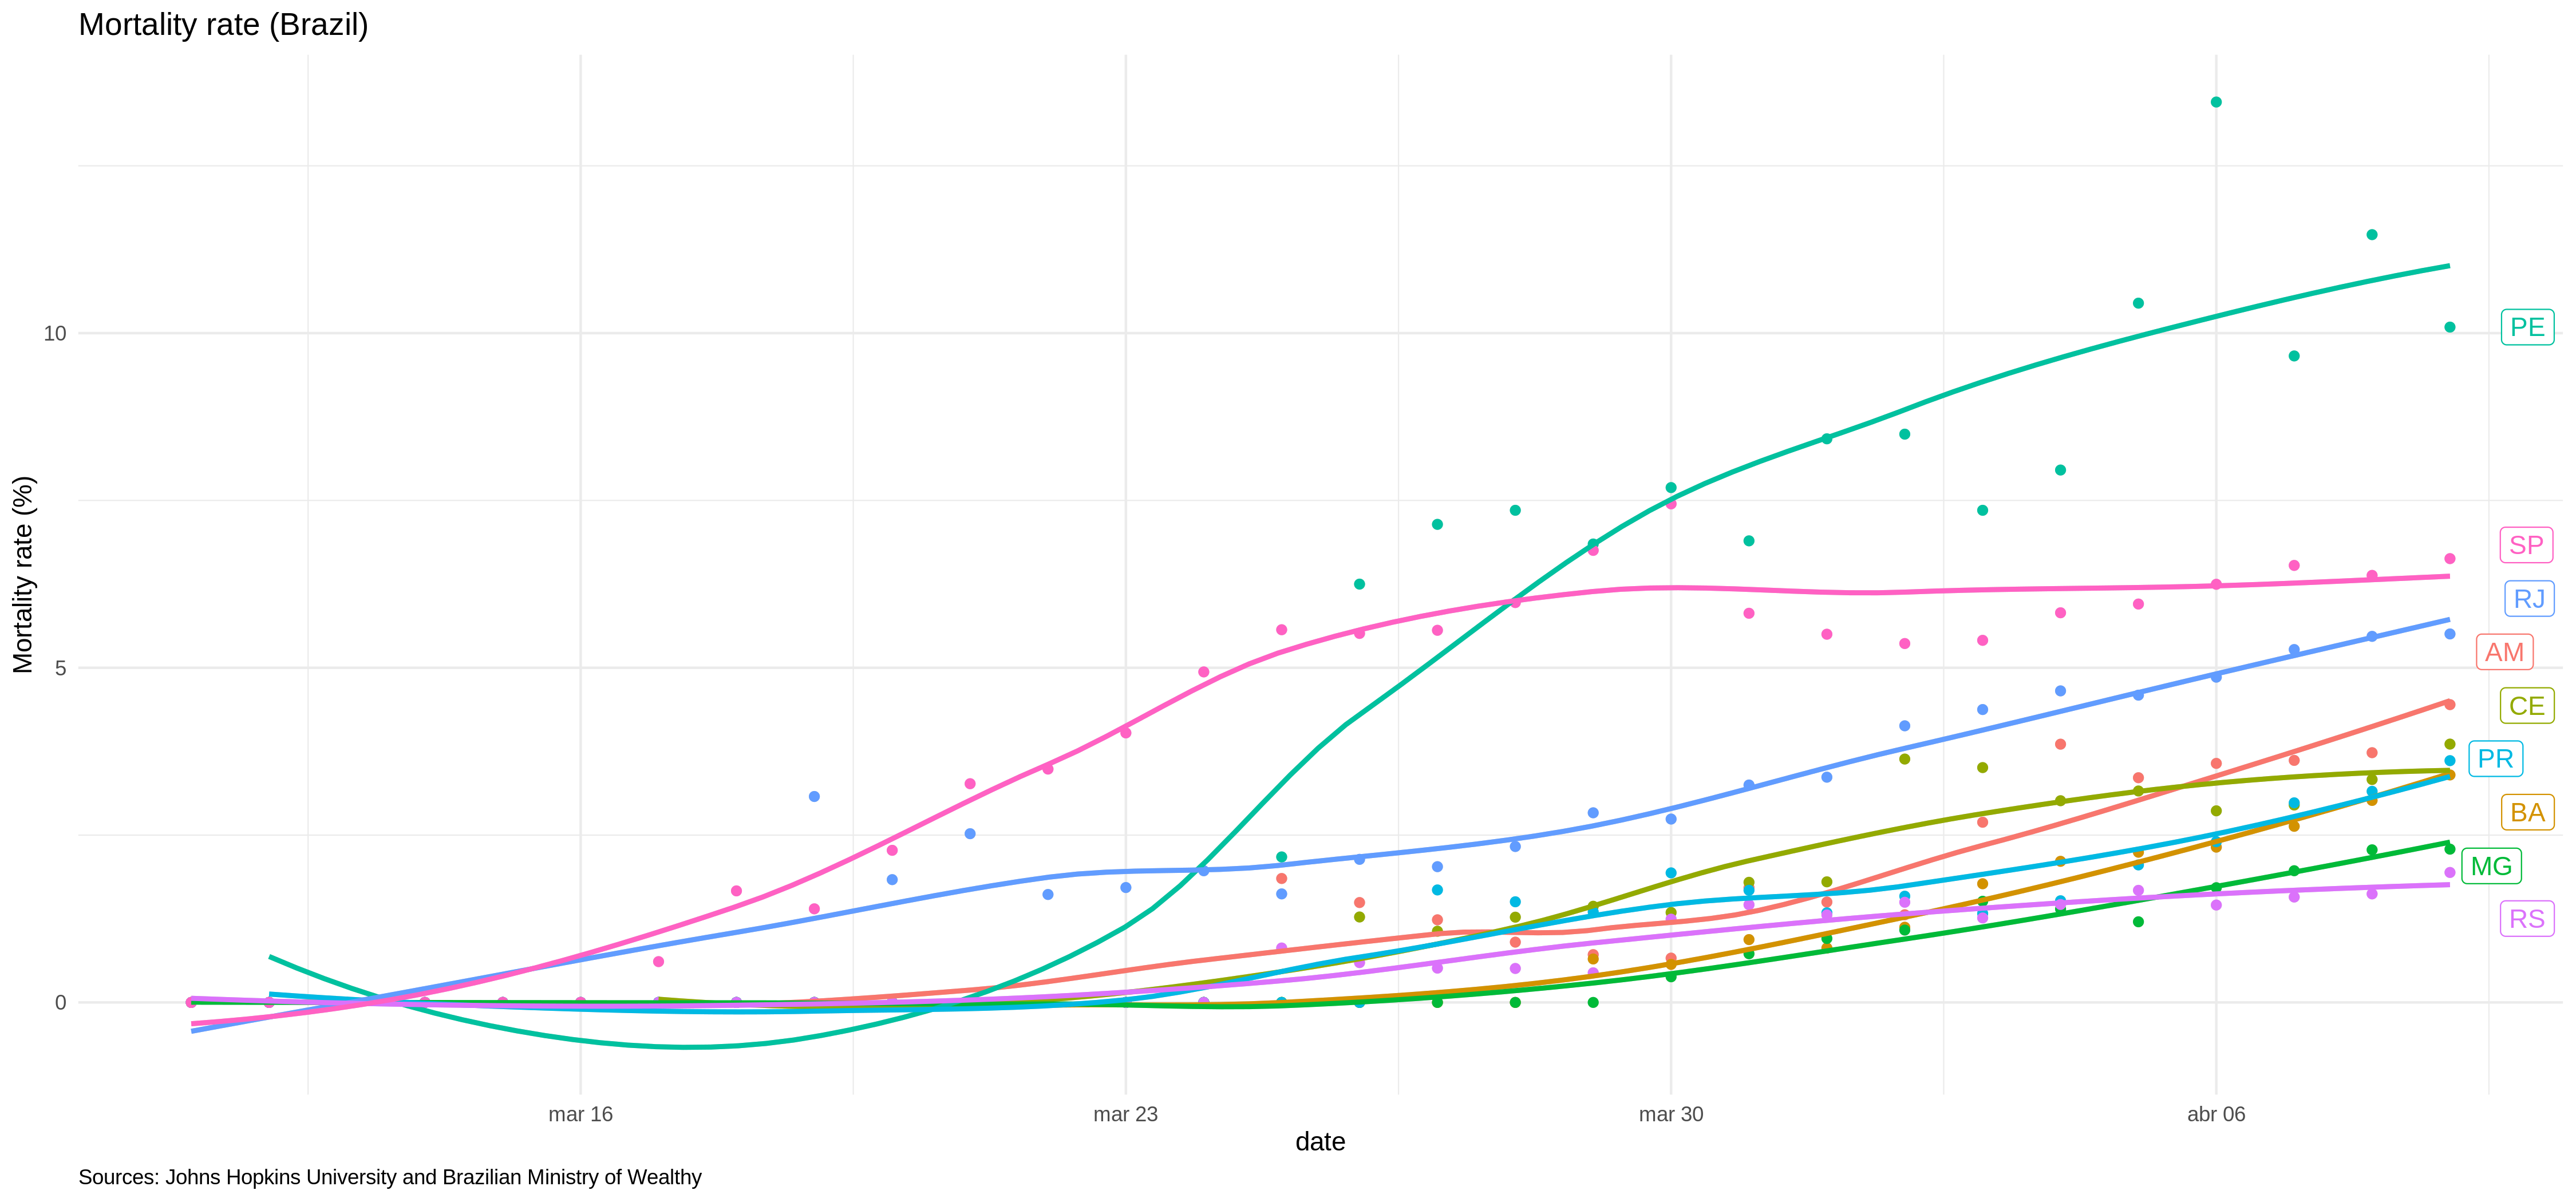 Mortality rate (Brazil)
Mortality rate (%)
10
5
0
PE
SP
RJ
AM
CE
PR
BA
MG
RS
mar 16
mar 23
mar 30
abr 06
date
Sources: Johns Hopkins University and Brazilian Ministry of Wealthy